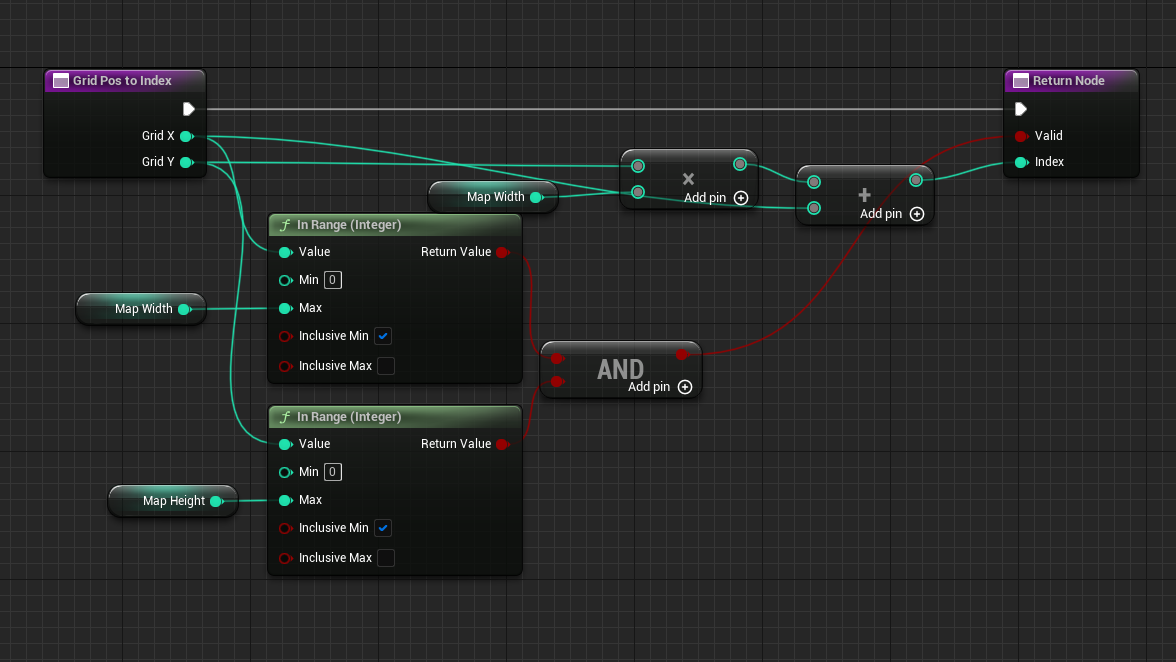 Grid Pos to Index
Grid X
Grid Y
Return Node
Valid
Index
Map Width
×
Add pin
+
Add pin
f In Range (Integer)
Value
Return Value
Min 0
Max
Inclusive Min
Inclusive Max
Map Width
AND
Add pin
f In Range (Integer)
Value
Return Value
Min 0
Max
Inclusive Min
Inclusive Max
Map Height